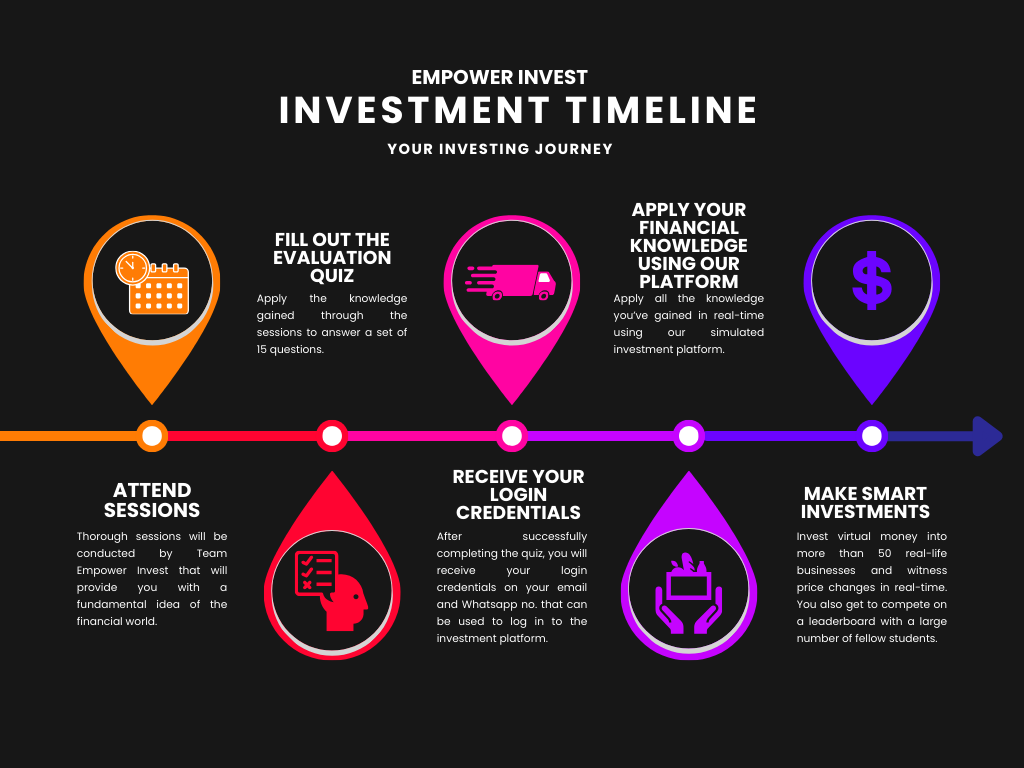 EMPOWER INVEST
INVESTMENT TIMELINE
YOUR INVESTING JOURNEY
ATTEND
SESSIONS
Thorough sessions will be
conducted by Team
Empower Invest that will
provide you with a
fundamental idea of the
financial world.
FILL OUT THE
EVALUATION
QUIZ
Apply the knowledge
gained through the
sessions to answer a set of
15 questions.
RECEIVE YOUR
LOGIN
CREDENTIALS
After successfully
completing the quiz, you will
receive your login
credentials on your email
and Whatsapp no. that can
be used to log in to the
investment platform.
APPLY YOUR
FINANCIAL
KNOWLEDGE
USING OUR
PLATFORM
Apply all the knowledge
you've gained in real-time
using our simulated
investment platform.
$
MAKE SMART
INVESTMENTS
Invest virtual money into
more than 50 real-life
businesses and witness
price changes in real-time.
You also get to compete on
a leaderboard with a large
number of fellow students.